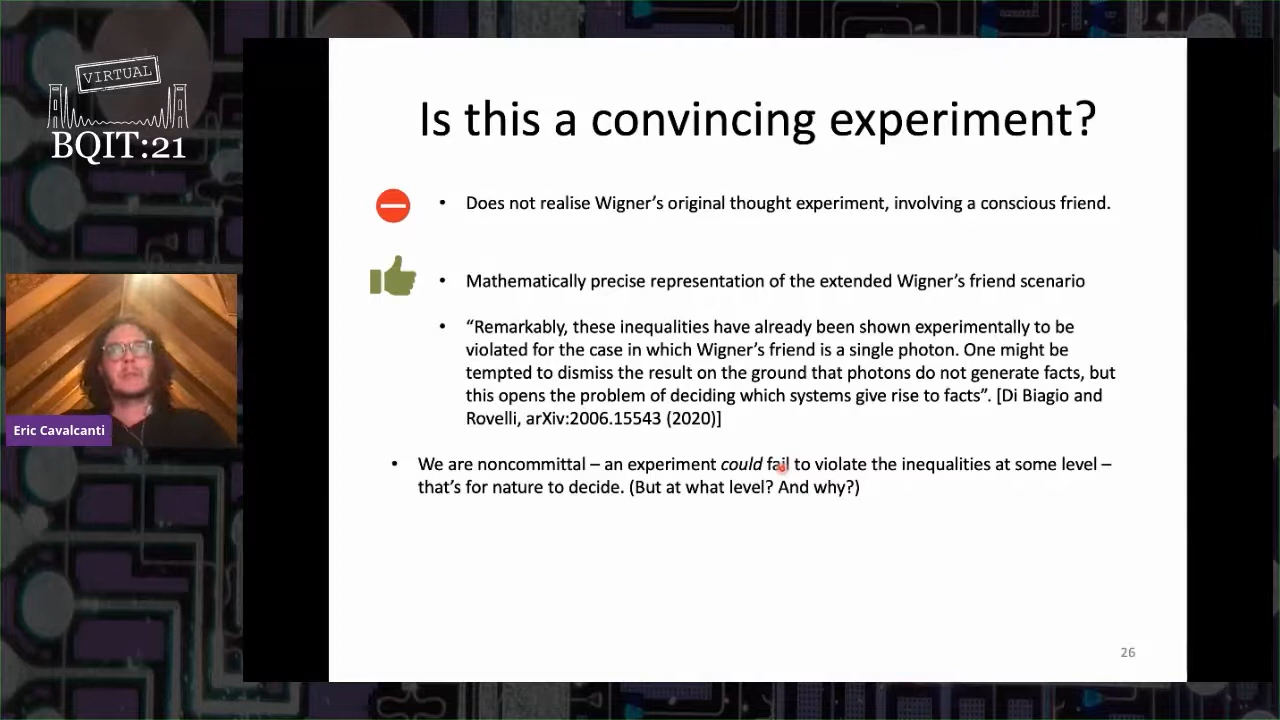 VIRTUAL
BQIT:21
Is this a convincing experiment?
• Does not realise Wigner's original thought experiment, involving a conscious friend.
• Mathematically precise representation of the extended Wigner's friend scenario
• “Remarkably, these inequalities have already been shown experimentally to be
violated for the case in which Wigner's friend is a single photon. One might be
tempted to dismiss the result on the ground that photons do not generate facts, but
this opens the problem of deciding which systems give rise to facts”. [Di Biagio and
Rovelli, arXiv:2006.15543 (2020)]
• We are noncommittal – an experiment could fail to violate the inequalities at some level –
that's for nature to decide. (But at what level? And why?)
Eric Cavalcanti
26